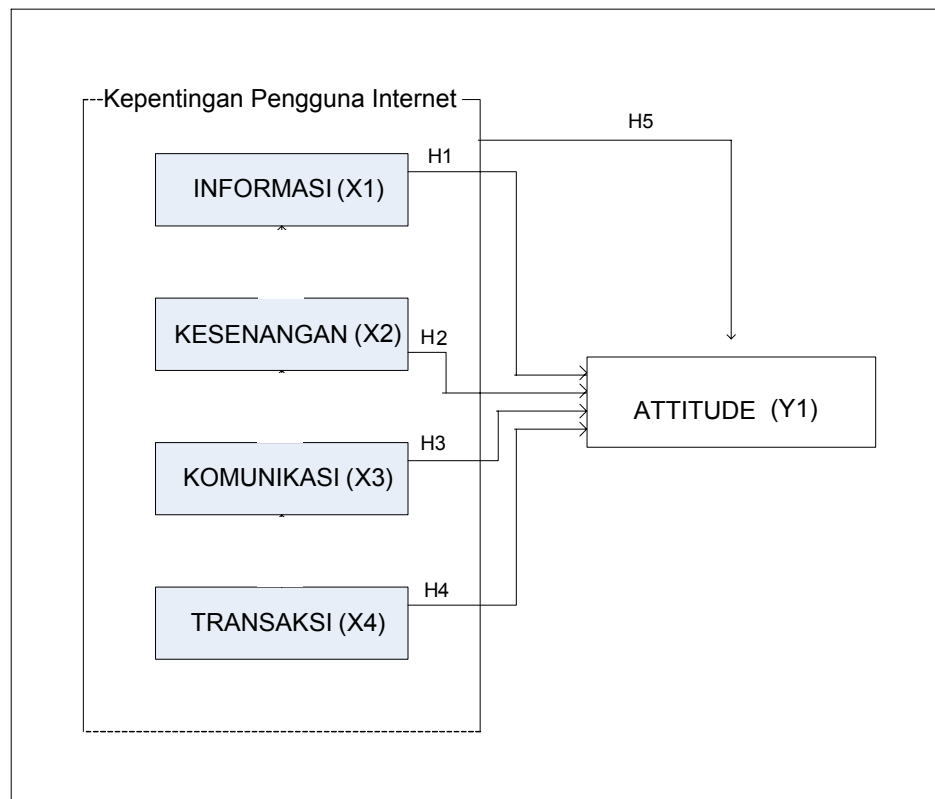 Kepentingan Pengguna Internet
H5
H1
INFORMASI (X1)
KESENANGAN (X2)
H2
ATTITUDE (Y1)
H3
KOMUNIKASI (X3)
H4
TRANSAKSI (X4)